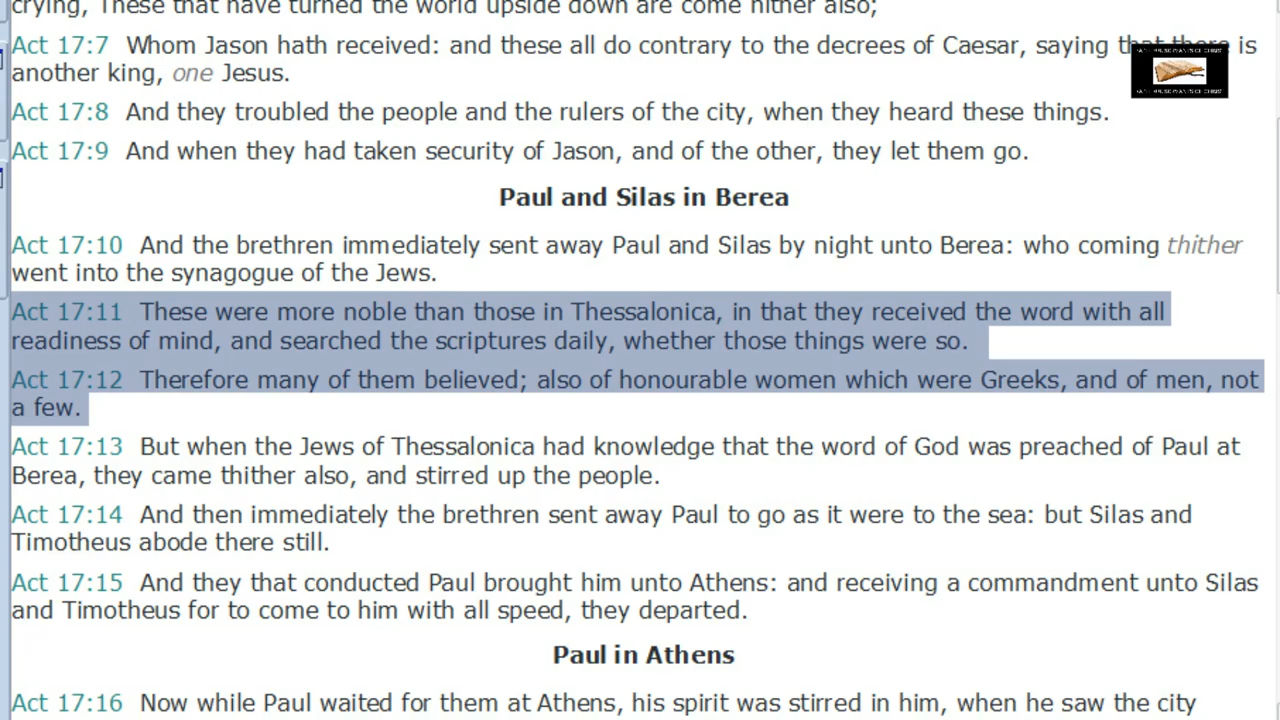 crying, These that have turned the world upside down are come hither also;
Act 17:7 Whom Jason hath received: and these all do contrary to the decrees of Caesar, saying that there is
another king, one Jesus.
Act 17:8 And they troubled the people and the rulers of the city, when they heard these things.
Act 17:9 And when they had taken security of Jason, and of the other, they let them go.
Paul and Silas in Berea
Act 17:10 And the brethren immediately sent away Paul and Silas by night unto Berea: who coming thither
went into the synagogue of the Jews.
Act 17:11 These were more noble than those in Thessalonica, in that they received the word with all
readiness of mind, and searched the scriptures daily, whether those things were so.
Act 17:12 Therefore many of them believed; also of honourable women which were Greeks, and of men, not
a few.
Act 17:13 But when the Jews of Thessalonica had knowledge that the word of God was preached of Paul at
Berea, they came thither also, and stirred up the people.
Act 17:14 And then immediately the brethren sent away Paul to go as it were to the sea: but Silas and
Timotheus abode there still.
Act 17:15 And they that conducted Paul brought him unto Athens: and receiving a commandment unto Silas
and Timotheus for to come to him with all speed, they departed.
Paul in Athens
Act 17:16 Now while Paul waited for them at Athens, his spirit was stirred in him, when he saw the city